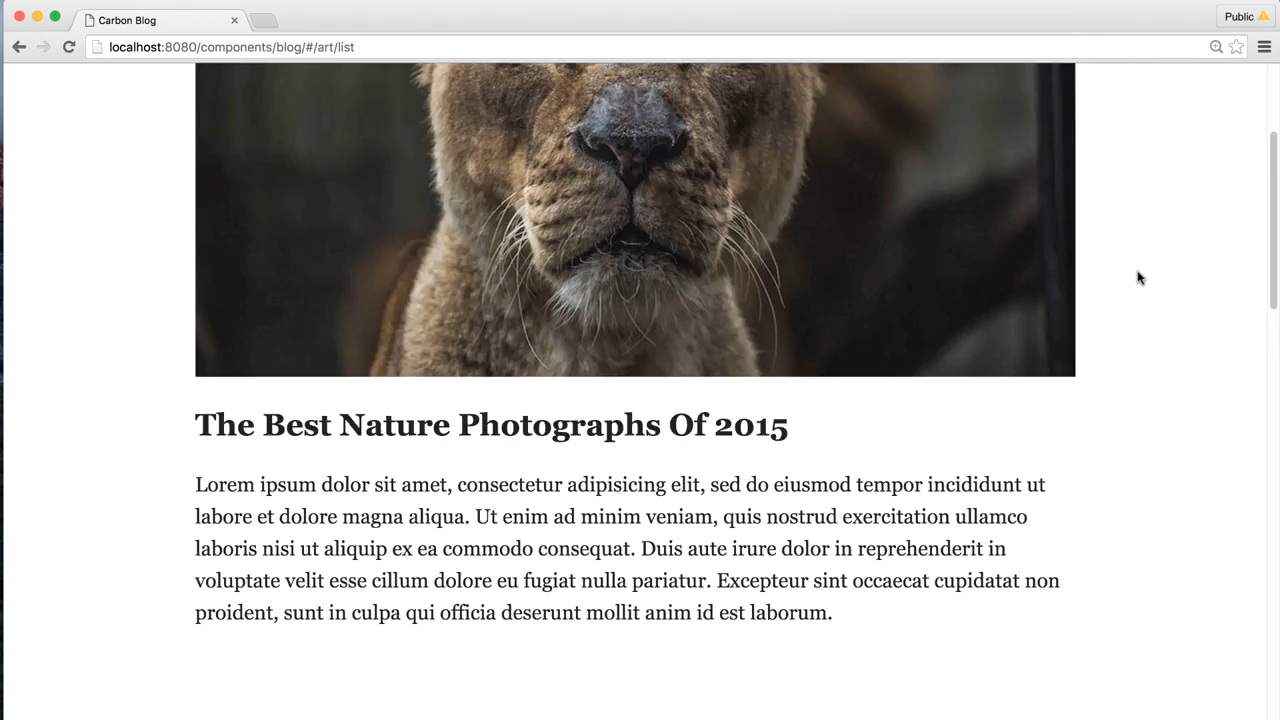 Carbon Blog
Public
localhost:8080/components/blog/#/art/list
The Best Nature Photographs Of 2015
Lorem ipsum dolor sit amet, consectetur adipisicing elit, sed do eiusmod tempor incididunt ut
labore et dolore magna aliqua. Ut enim ad minim veniam, quis nostrud exercitation ullamco
laboris nisi ut aliquip ex ea commodo consequat. Duis aute irure dolor in reprehenderit in
voluptate velit esse cillum dolore eu fugiat nulla pariatur. Excepteur sint occaecat cupidatat non
proident, sunt in culpa qui officia deserunt mollit anim id est laborum.